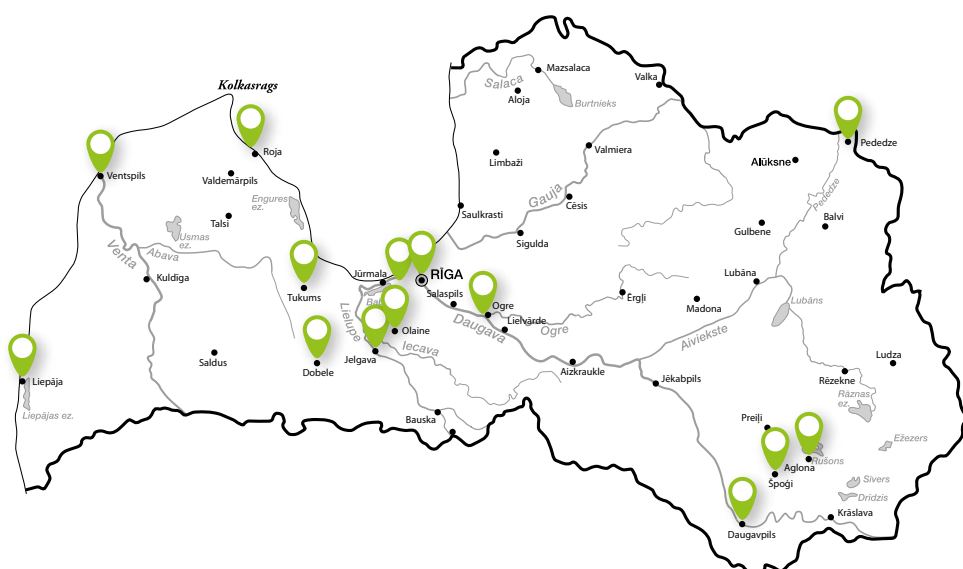 Kolkasrags
Mazsalaca
Valka
Salaca
Aloja
Burtnieks
Roja
Pededze
Ventspils
Valdemārpils
Limbaži
Valmiera
Alūksne
Engures
ez.
Pededze
Talsi
Saulkrasti
Gauja
Cēsis
Usmas
ez.
Gulbene
Balvi
Venta
Abava
Sigulda
Kuldīga
Jūrmala
RĪGA
Lubāna
Tukums
Salaspils
Ērgļi
Madona
Lubāns
Lielupe
Ogre
Lielvārde
Ogre
Daugava
Olaine
Aiviekste
Jelgava
Iecava
Saldus
Dobele
Aizkraukle
Ludza
Liepāja
Jēkabpils
Rēzekne
Rāznas
ez.
Liepājas ez.
Bauska
Preiļi
Ežezers
Aglona
Rušons
Špoģi
Sīvers
Drīdzis
Krāslava
Daugavpils